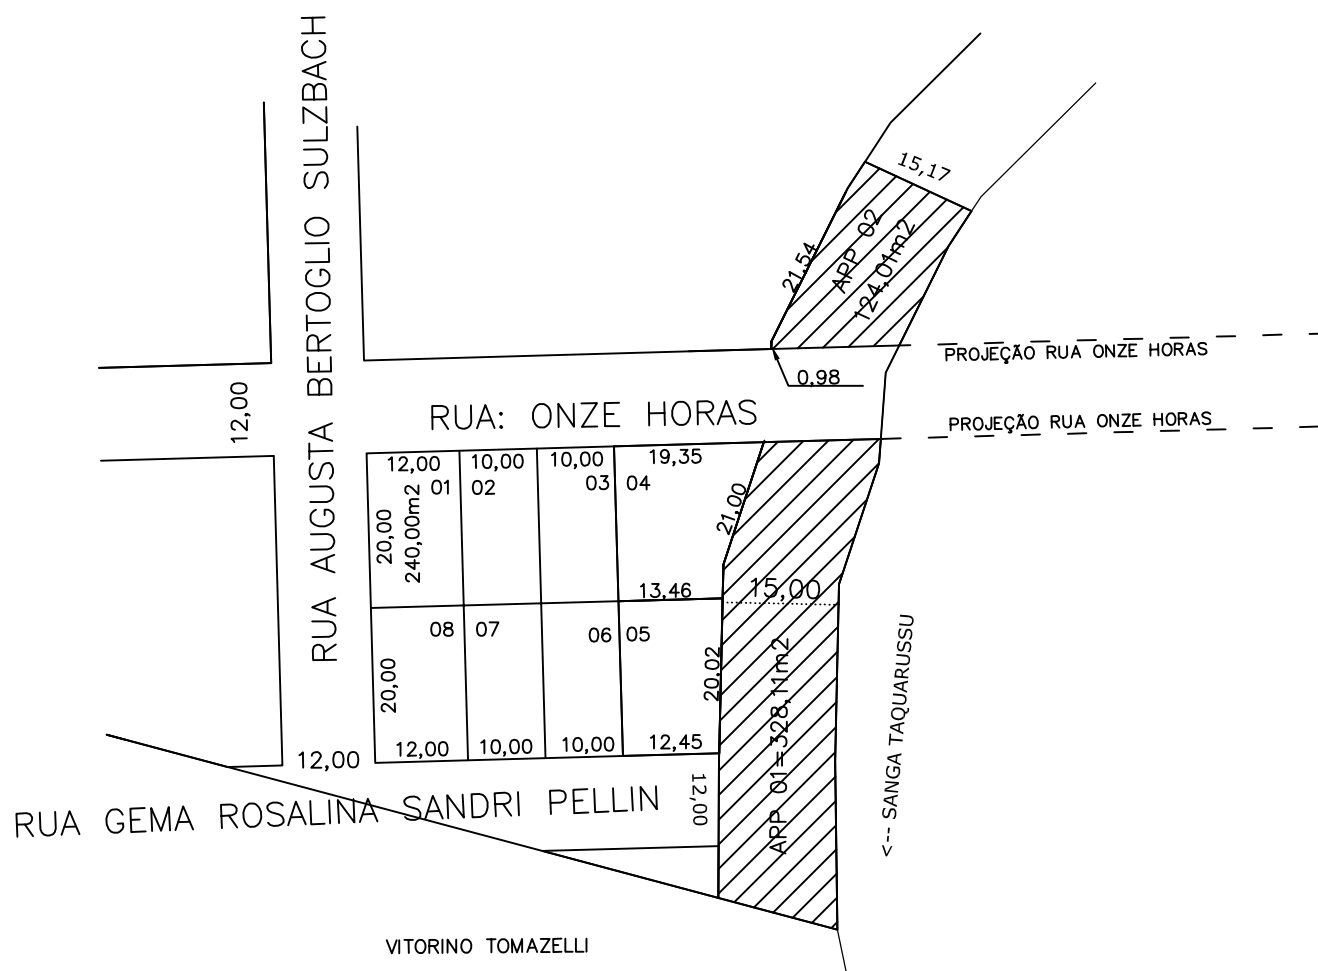 RUA AUGUSTA BERTOGLIO SULZBACH
15,17
APP 02
124,01m2
21,54
PROJEÇÃO RUA ONZE HORAS
0,98
12,00
RUA: ONZE HORAS
PROJEÇÃO RUA ONZE HORAS
12,00
10,00
10,00
19,35
01
02
03
04
20,00
240,00m2
21,00
13,46
15,00
08
07
06
05
20,00
20,02
APP 01=328,11m2
<-- SANGA TAQUARUSSU
12,00
12,00
10,00
10,00
12,45
12,00
RUA GEMA ROSALINA SANDRI PELLIN
VITORINO TOMAZELLI